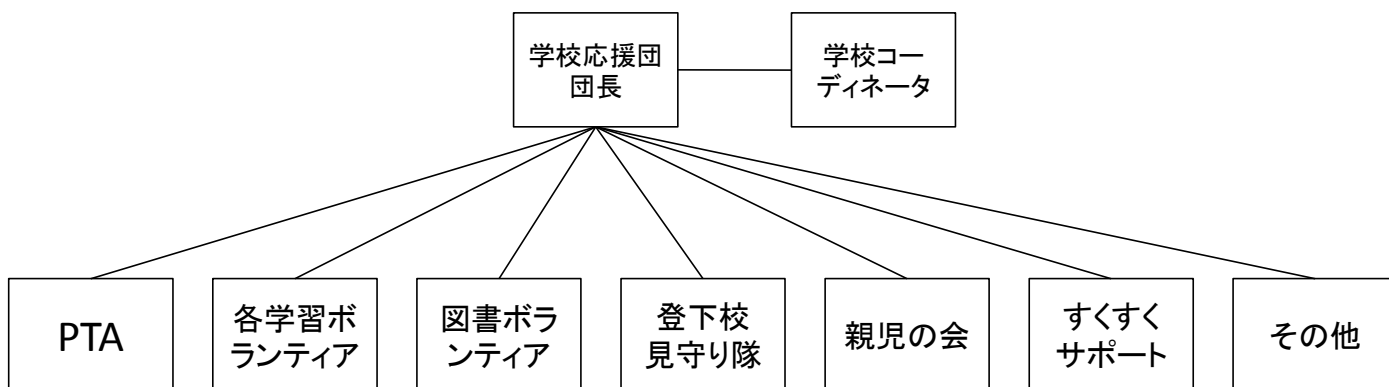 学校応援団
団長
学校コー
ディネータ
PTA
各学習ボ
ランティア
図書ボラ
ンティア
登下校
見守り隊
親児の会
すくすく
サポート
その他